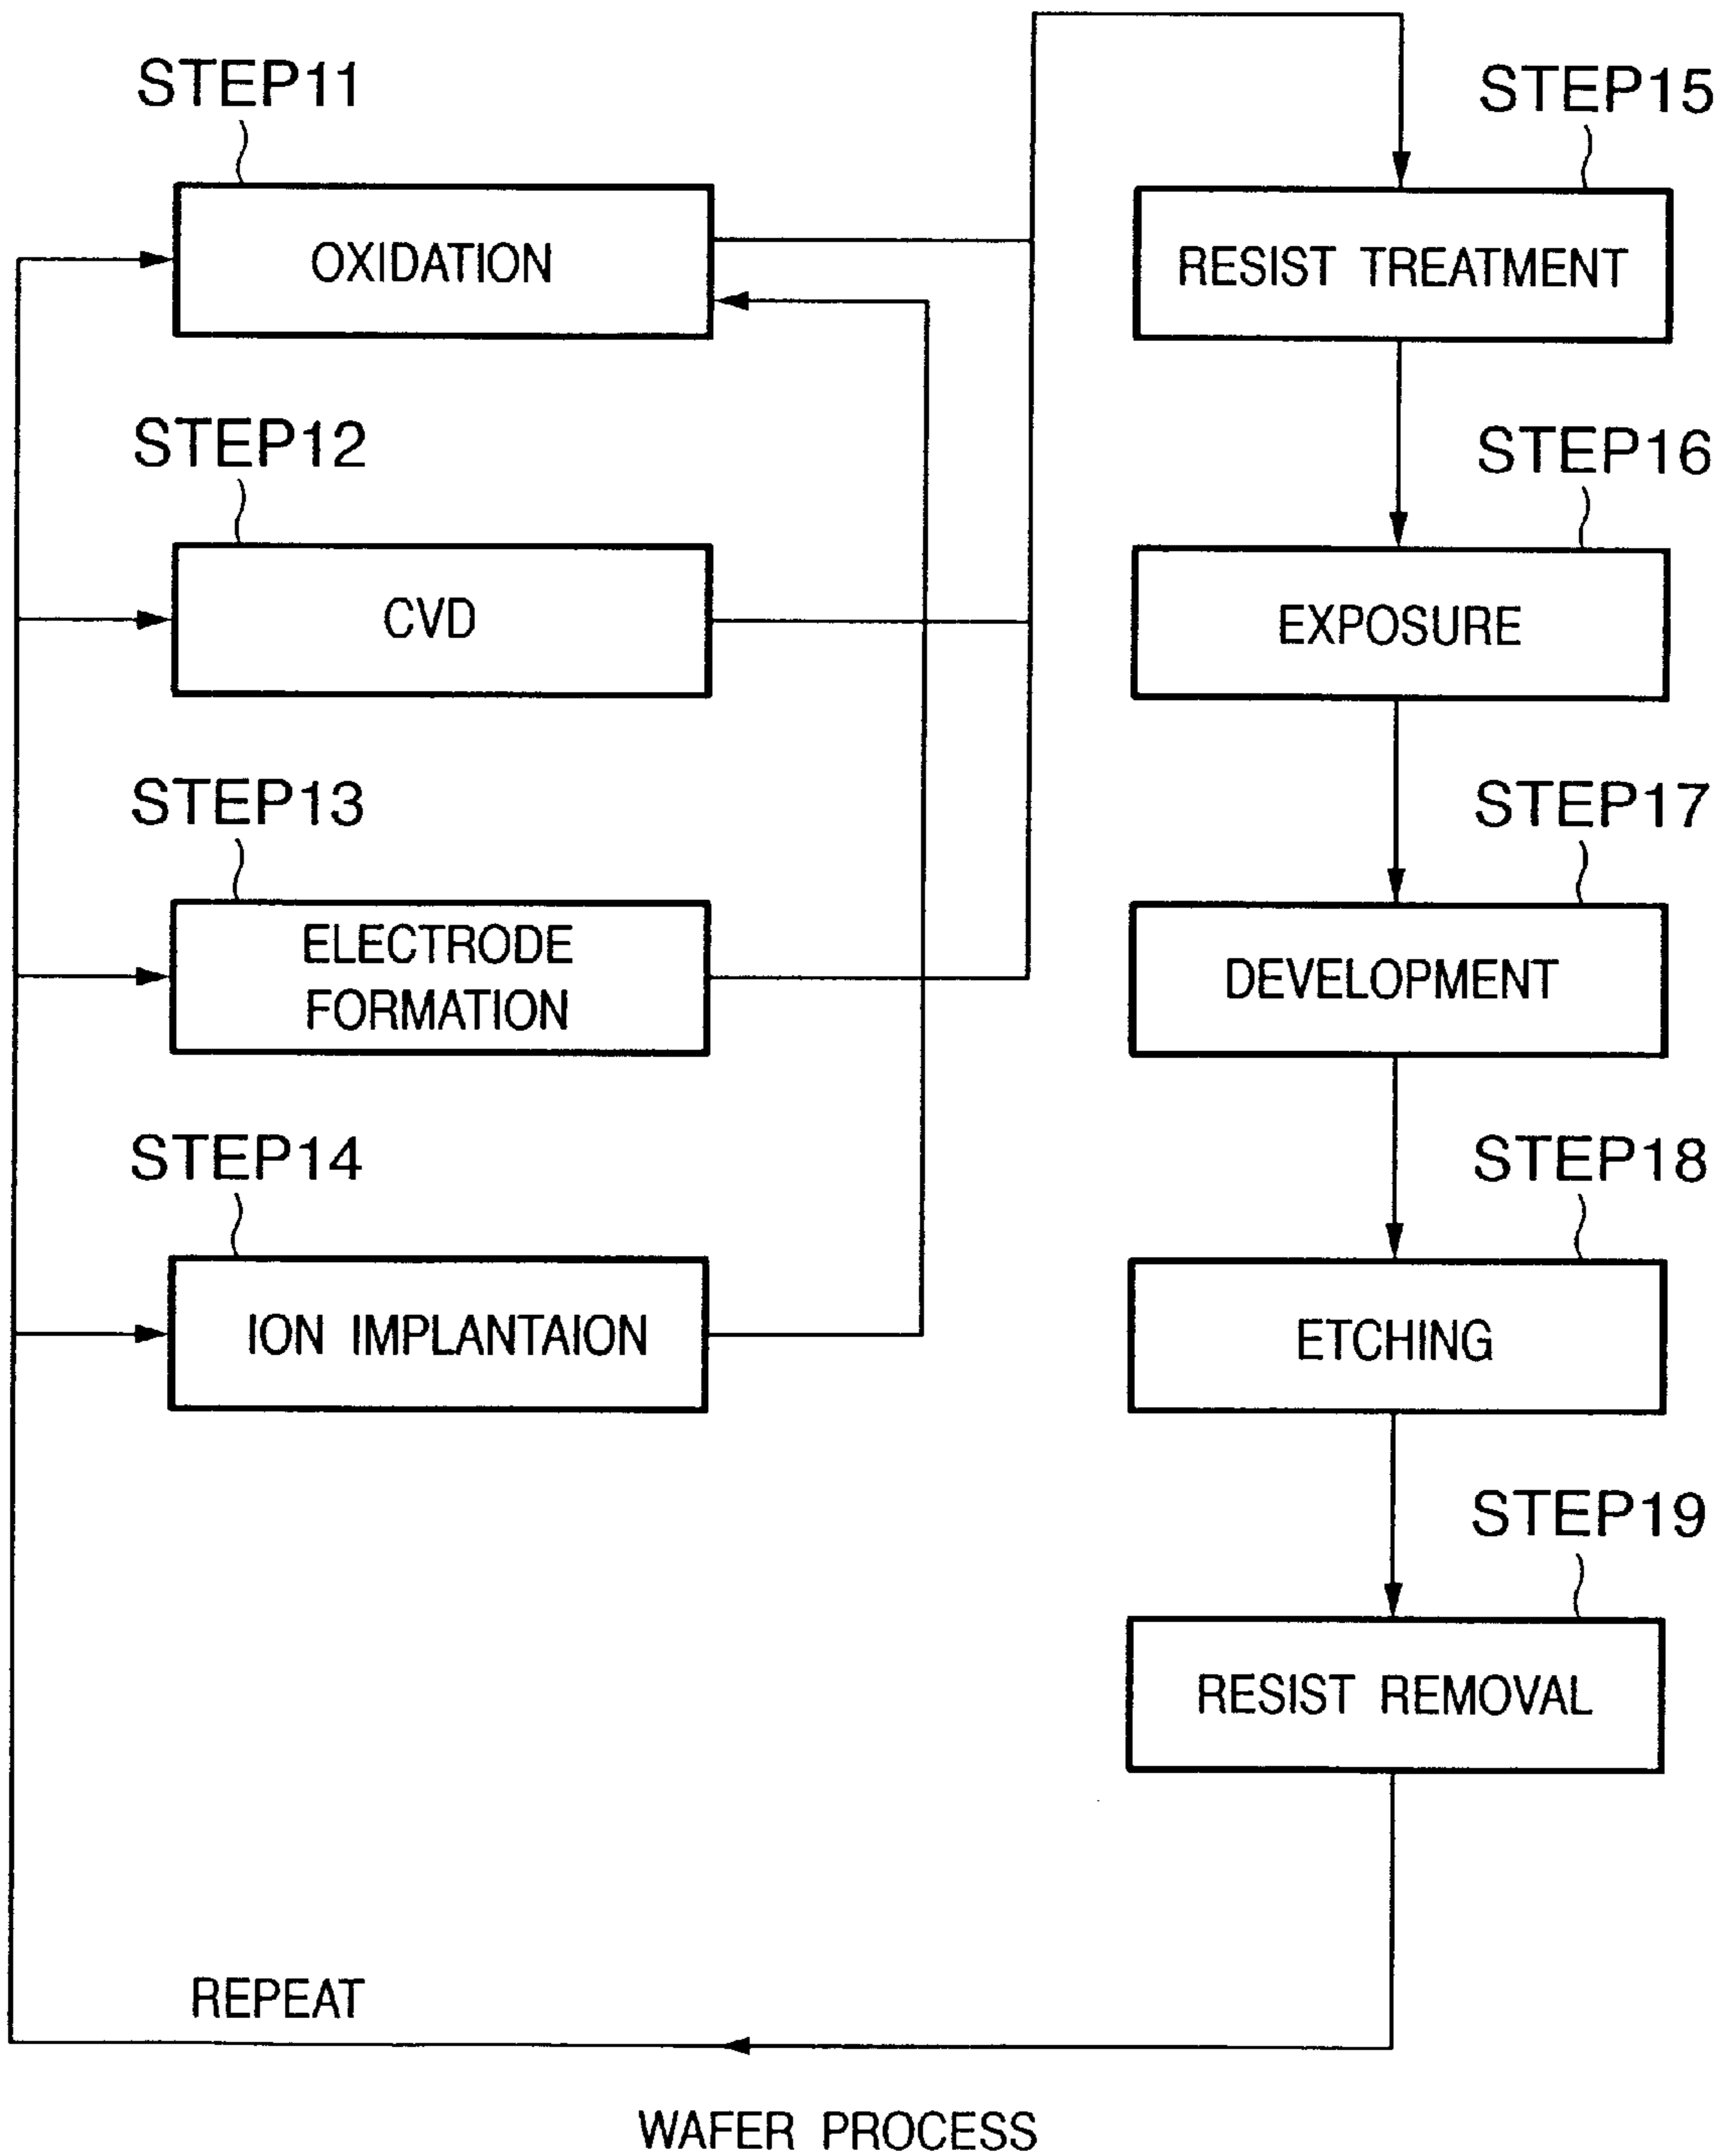 STEP11
OXIDATION
STEP12
CVD
STEP13
ELECTRODE
FORMATION
STEP14
ION IMPLANTAION
STEP15
RESIST TREATMENT
STEP16
EXPOSURE
STEP17
DEVELOPMENT
STEP18
ETCHING
STEP19
RESIST REMOVAL
REPEAT
WAFER PROCESS